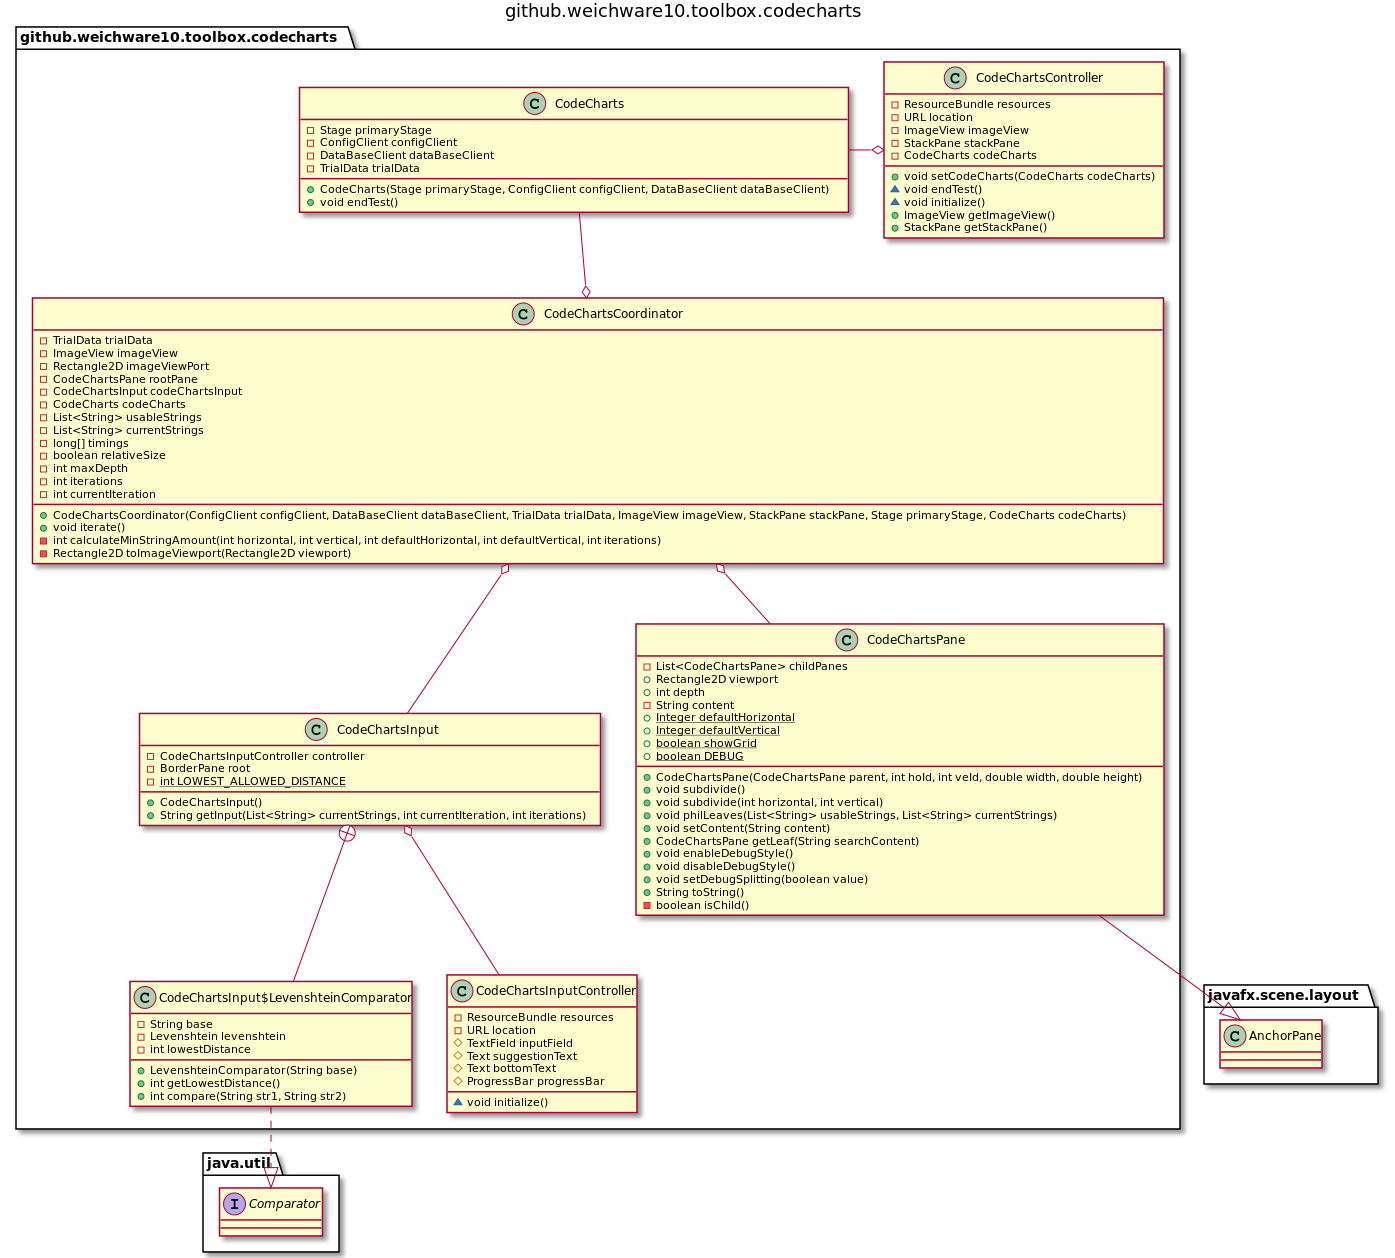 github.weichware10.toolbox.codecharts
github.weichware10.toolbox.codecharts
C CodeCharts
Stage primaryStage
ConfigClient configClient
DataBaseClient dataBaseClient
TrialData trialData
CodeCharts(Stage primaryStage, ConfigClient configClient, DataBaseClient dataBaseClient)
void endTest()
C CodeChartsController
ResourceBundle resources
URL location
ImageView imageView
StackPane stackPane
CodeCharts codeCharts
void setCodeCharts(CodeCharts codeCharts)
void endTest()
void initialize()
ImageView getImageView()
StackPane getStackPane()
C CodeChartsCoordinator
TrialData trialData
ImageView imageView
Rectangle2D imageViewPort
CodeChartsPane rootPane
CodeChartsInput codeChartsInput
CodeCharts codeCharts
List<String> usableStrings
List<String> currentStrings
long[] timings
boolean relativeSize
int maxDepth
int iterations
int currentIteration
CodeChartsCoordinator(ConfigClient configClient, DataBaseClient dataBaseClient, TrialData trialData, ImageView imageView, StackPane stackPane, Stage primaryStage, CodeCharts codeCharts)
void iterate()
int calculateMinStringAmount(int horizontal, int vertical, int defaultHorizontal, int defaultVertical, int iterations)
Rectangle2D toImageViewport(Rectangle2D viewport)
C CodeChartsPane
List<CodeChartsPane> childPanes
Rectangle2D viewport
int depth
String content
Integer defaultHorizontal
Integer defaultVertical
boolean showGrid
boolean DEBUG
CodeChartsPane(CodeChartsPane parent, int hold, int veld, double width, double height)
void subdivide()
void subdivide(int horizontal, int vertical)
void philLeaves(List<String> usableStrings, List<String> currentStrings)
void setContent(String content)
CodeChartsPane getLeaf(String searchContent)
void enableDebugStyle()
void disableDebugStyle()
void setDebugSplitting(boolean value)
String toString()
boolean isChild()
C CodeChartsInput
CodeChartsInputController controller
BorderPane root
int LOWEST_ALLOWED_DISTANCE
CodeChartsInput()
String getInput(List<String> currentStrings, int currentIteration, int iterations)
C CodeChartsInput$LevenshteinComparator
String base
Levenshtein levenshtein
int lowestDistance
LevenshteinComparator(String base)
int getLowestDistance()
int compare(String str1, String str2)
C CodeChartsInputController
ResourceBundle resources
URL location
TextField inputField
Text suggestionText
Text bottomText
ProgressBar progressBar
void initialize()
javafx.scene.layout
C AnchorPane
java.util
I Comparator